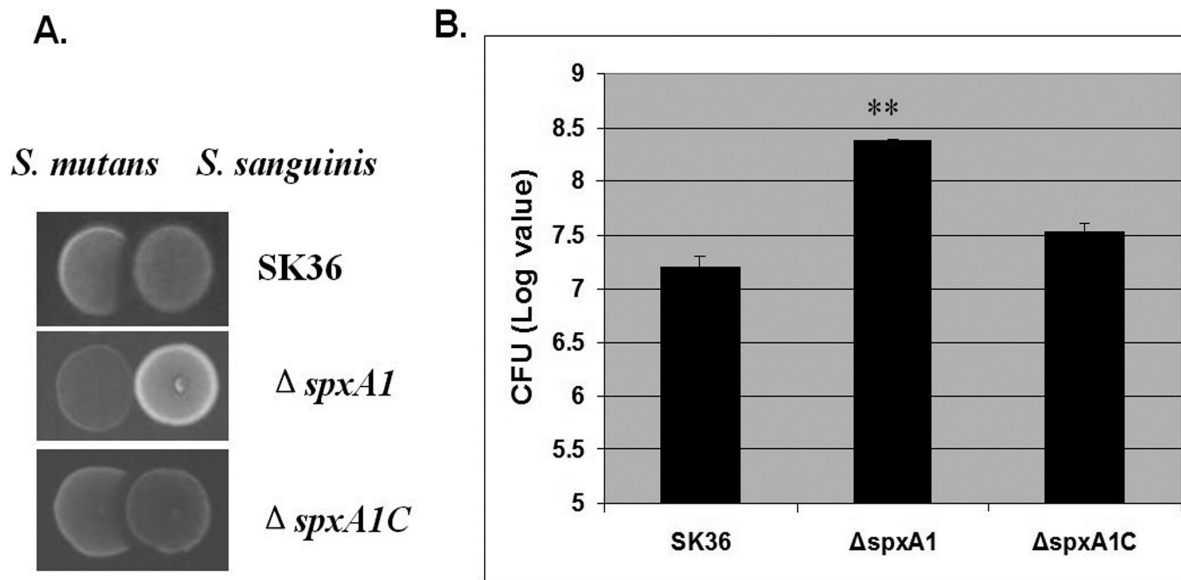 A.
S. mutans S. sanguinis
SK36
Δ spxA1
Δ spxA1C
B.
CFU (Log value)
9
8.5
8
7.5
7
6.5
6
5.5
5
**
SK36 ΔspxA1 ΔspxA1C